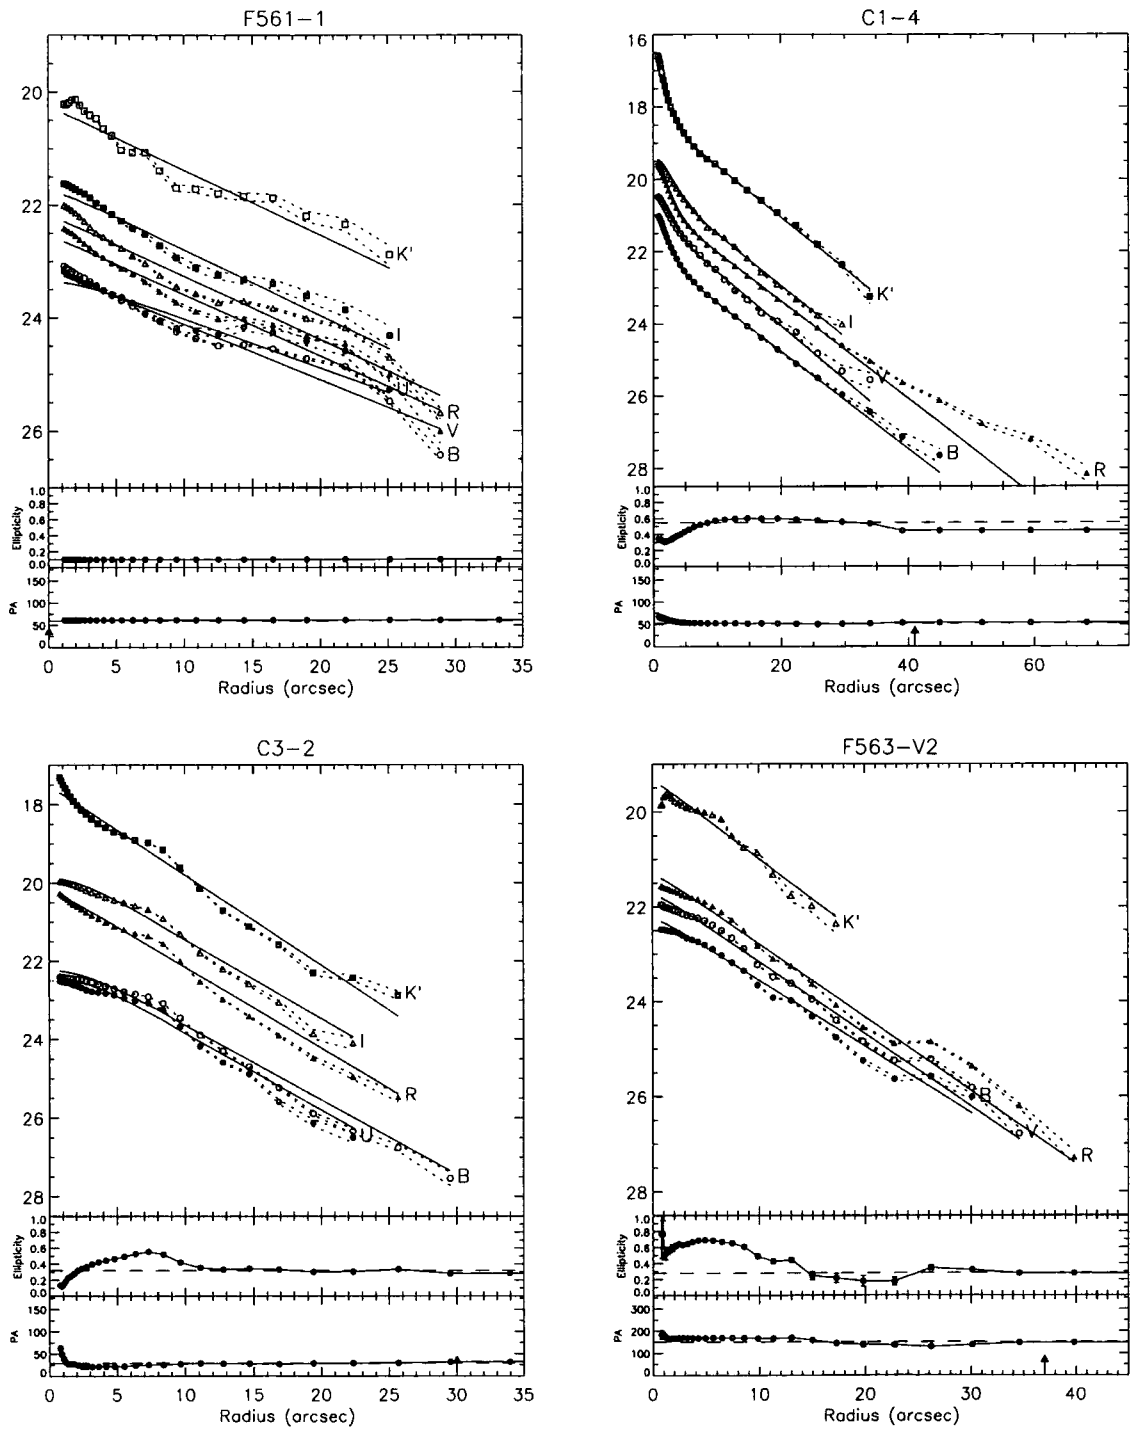 F561-1
20
22
24
26
K'
I
U
R
V
B
1.0
0.8
0.6
0.4
0.2
0.0
Ellipticity
150
100
50
0
PA
0 5 10 15 20 25 30 35
Radius (arcsec)
C1-4
16
18
20
22
24
26
28
K'
I
V
B
R
1.0
0.8
0.6
0.4
0.2
0.0
Ellipticity
150
100
50
0
PA
0 20 40 60
Radius (arcsec)
C3-2
18
20
22
24
26
28
K'
I
R
U
B
1.0
0.8
0.6
0.4
0.2
0.0
Ellipticity
150
100
50
0
PA
0 5 10 15 20 25 30 35
Radius (arcsec)
F563-V2
20
22
24
26
28
K'
B
V
R
1.0
0.8
0.6
0.4
0.2
0.0
Ellipticity
300
200
100
PA
0 10 20 30 40
Radius (arcsec)